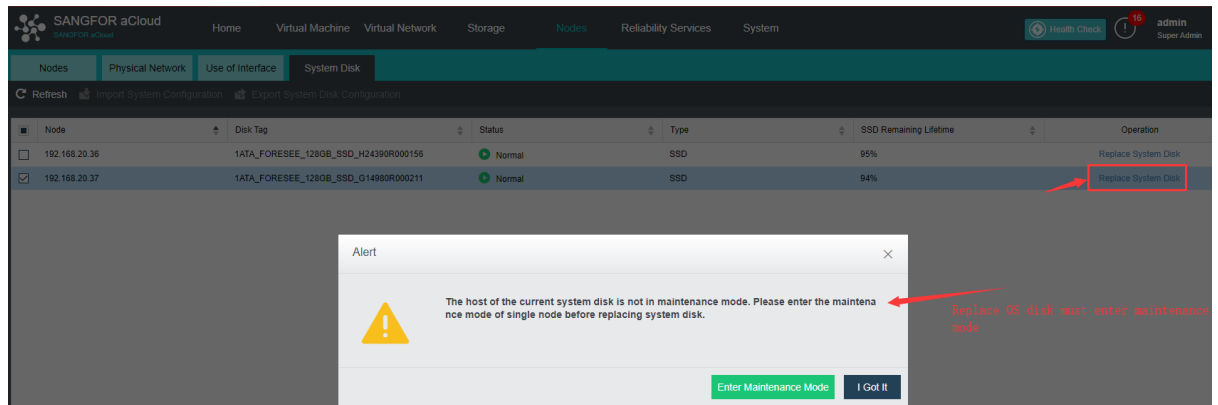 SANGFOR aCloud
SANGFOR aCloud
Home Virtual Machine Virtual Network Storage Nodes Reliability Services System
Health Check
16
admin
Super Admin
Nodes Physical Network Use of Interface System Disk
Refresh Import System Configuration Export System Disk Configuration
Node Disk Tag Status Type SSD Remaining Lifetime Operation
192.168.20.36 1ATA_FORESEE_128GB_SSD_H24390R000156 Normal SSD 95% Replace System Disk
192.168.20.37 1ATA_FORESEE_128GB_SSD_G14980R000211 Normal SSD 94% Replace System Disk
Alert
The host of the current system disk is not in maintenance mode. Please enter the maintena
nce mode of single node before replacing system disk.
Replace OS disk must enter maintenance
mode
Enter Maintenance Mode I Got It